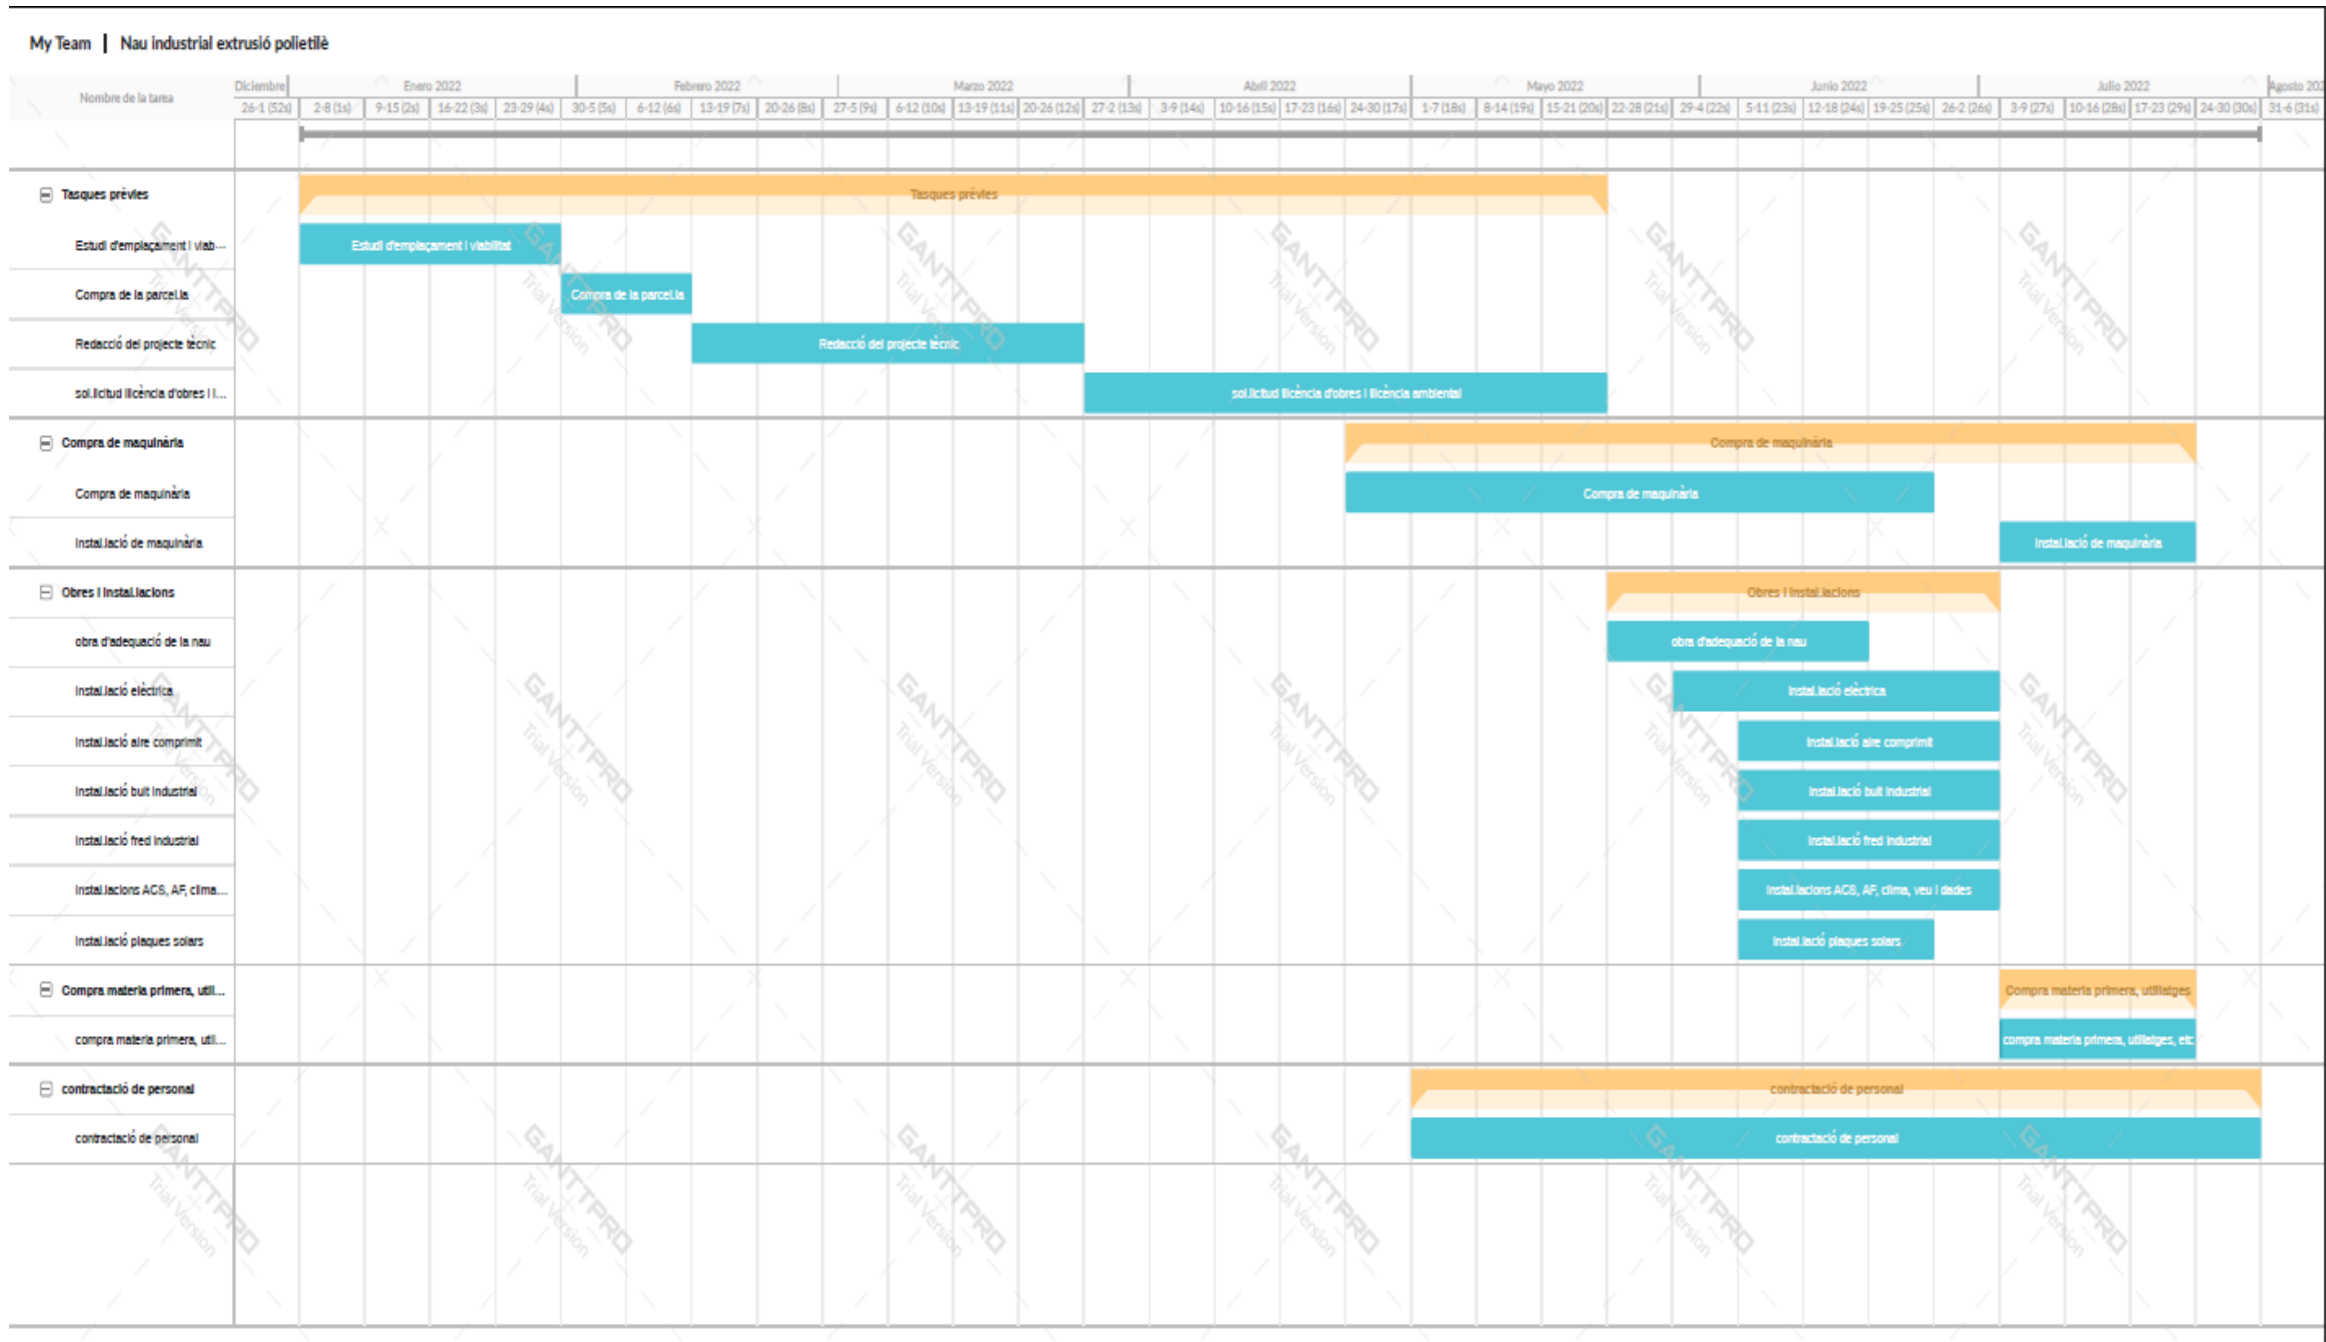 My Team | Nau industrial extrusió polietilè
Nombre de la tarea
Diciembre Enero 2022 Febrero 2022 Marzo 2022 Abril 2022 Mayo 2022 Junio 2022 Julio 2022 Agosto 202
26-1 (52s) 2-8 (1s) 9-15 (2s) 16-22 (3s) 23-29 (4s) 30-5 (5s) 6-12 (6s) 13-19 (7s) 20-26 (8s) 27-5 (9s) 6-12 (10s) 13-19 (11s) 20-26 (12s) 27-2 (13s) 3-9 (14s) 10-16 (15s) 17-23 (16s) 24-30 (17s) 1-7 (18s) 8-14 (19s) 15-21 (20s) 22-28 (21s) 29-4 (22s) 5-11 (23s) 12-18 (24s) 19-25 (25s) 26-2 (26s) 3-9 (27s) 10-16 (28s) 17-23 (29s) 24-30 (30s) 31-6 (31s)
Tasques prèvies Tasques prèvies
Estudi d'emplaçament i viab... Estudi d'emplaçament i viabilitat
Compra de la parcel.la Compra de la parcel.la
Redacció del projecte tècnic Redacció del projecte tècnic
sol.licitud llicència d'obres i l... sol.licitud llicència d'obres i llicència ambiental
Compra de maquinària Compra de maquinària
Compra de maquinària Compra de maquinària
Instal.lació de maquinària Instal.lació de maquinària
Obres i instal.lacions Obres i instal.lacions
obra d'adequació de la nau obra d'adequació de la nau
Instal.lació elèctrica Instal.lació elèctrica
Instal.lació aire comprimit Instal.lació aire comprimit
Instal.lació buit industrial Instal.lació buit industrial
Instal.lació fred industrial Instal.lació fred industrial
Instal.lacions ACS, AF, clima... Instal.lacions ACS, AF, clima, veu i dades
Instal.lació plaques solars Instal.lació plaques solars
Compra materia primera, util... Compra materia primera, utillatges
compra materia primera, util... compra materia primera, utillatges, etc
contractació de personal contractació de personal
contractació de personal contractació de personal
GANTTPRO
Trial Version